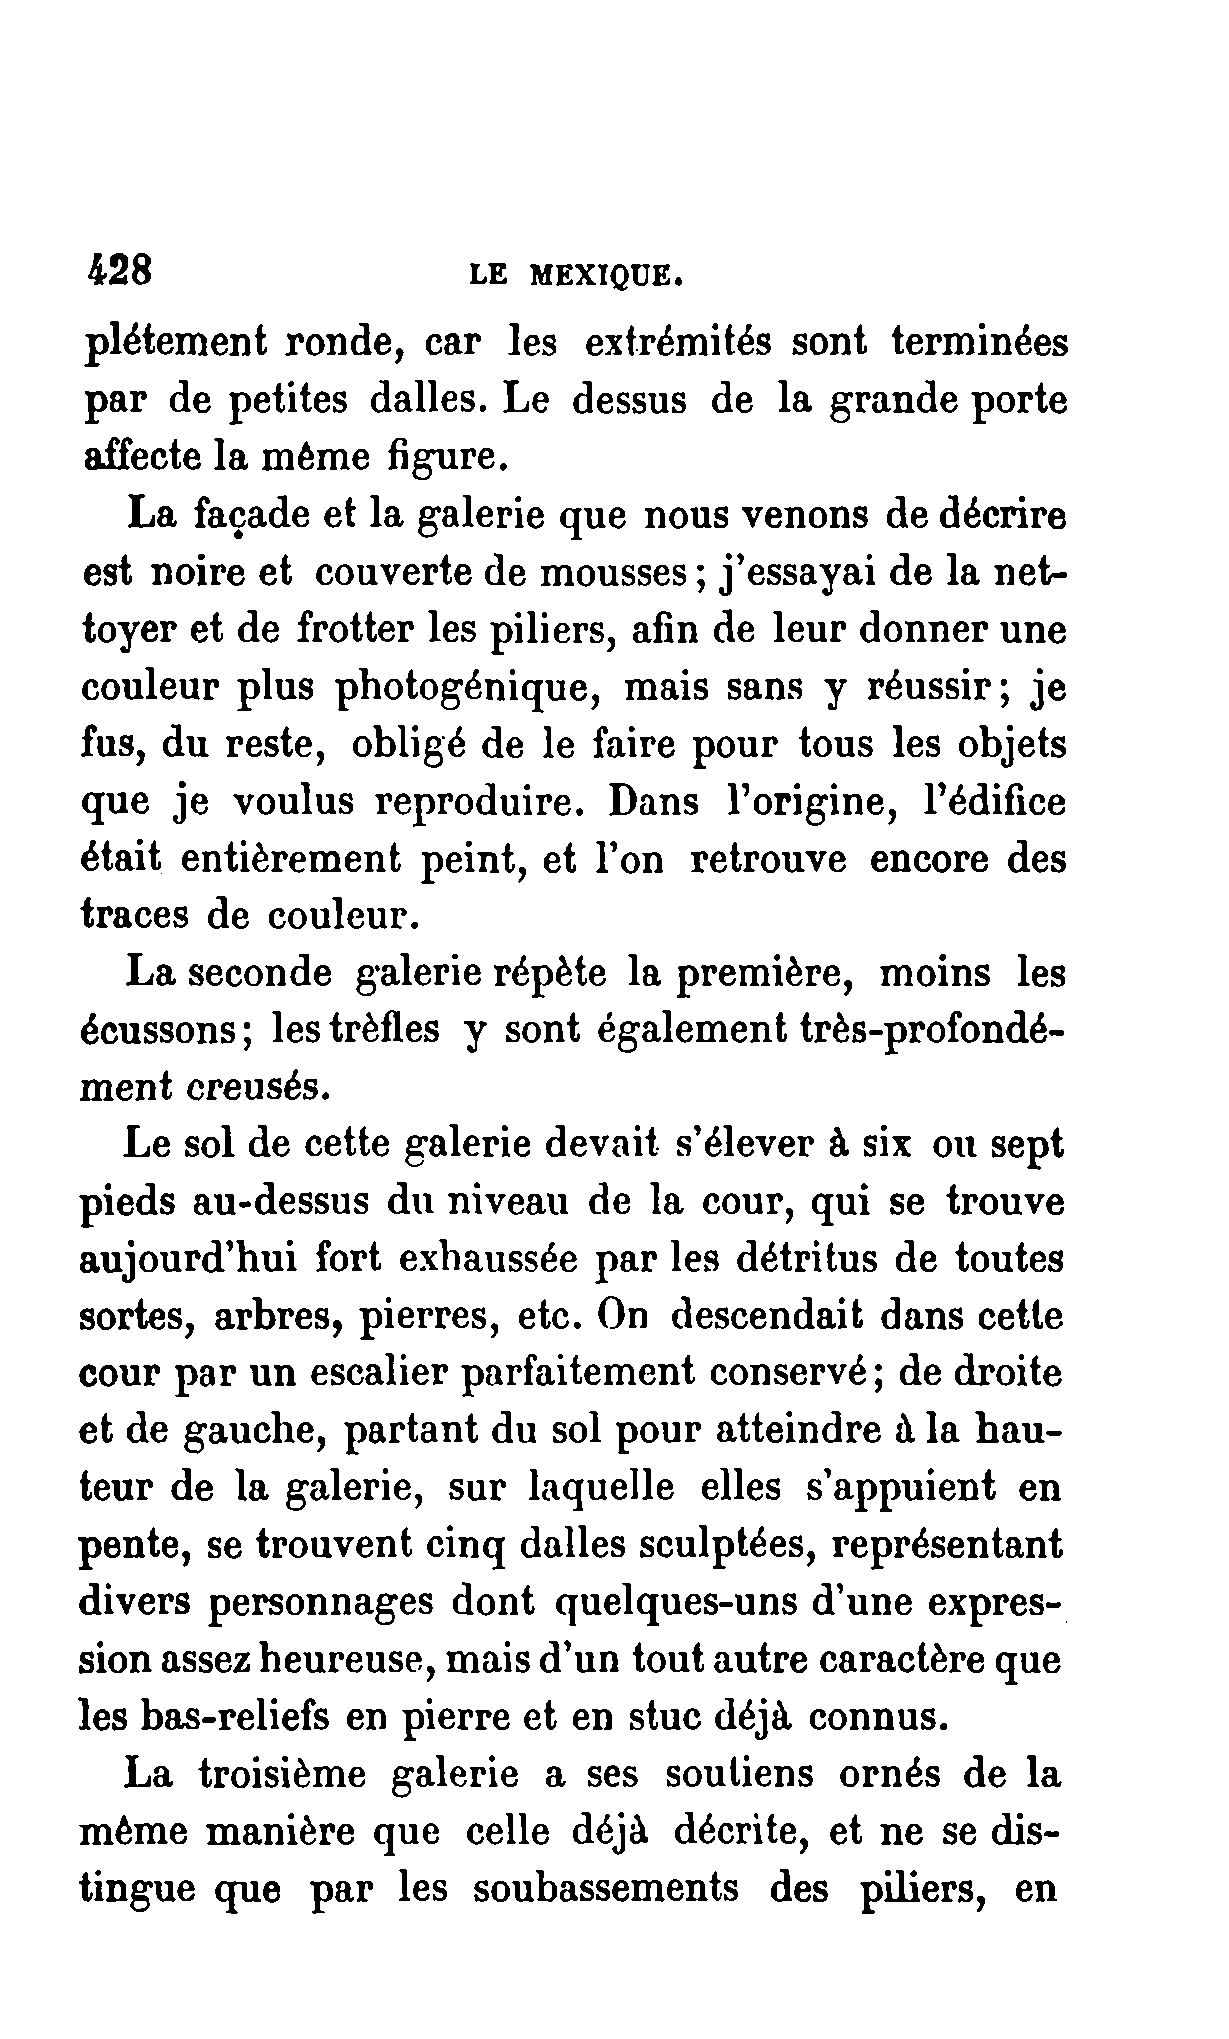 428 LE MEXIQUE.
plétement ronde, car les extrémités sont terminées
par de petites dalles. Le dessus de la grande porte
affecte la même figure.
La façade et la galerie que nous venons de décrire
est noire et couverte de mousses ; j'essayai de la net-
toyer et de frotter les piliers, afin de leur donner une
couleur plus photogénique, mais sans y réussir ; je
fus, du reste, obligé de le faire pour tous les objets
que je voulus reproduire. Dans l'origine, l'édifice
était entièrement peint, et l'on retrouve encore des
traces de couleur.
La seconde galerie répète la première, moins les
écussons ; les trèfles y sont également très-profondé-
ment creusés.
Le sol de cette galerie devait s'élever à six ou sept
pieds au-dessus du niveau de la cour, qui se trouve
aujourd'hui fort exhaussée par les détritus de toutes
sortes, arbres, pierres, etc. On descendait dans cette
cour par un escalier parfaitement conservé ; de droite
et de gauche, partant du sol pour atteindre à la hau-
teur de la galerie, sur laquelle elles s'appuient en
pente, se trouvent cinq dalles sculptées, représentant
divers personnages dont quelques-uns d'une expres-
sion assez heureuse, mais d'un tout autre caractère que
les bas-reliefs en pierre et en stuc déjà connus.
La troisième galerie a ses soutiens ornés de la
même manière que celle déjà décrite, et ne se dis-
tingue que par les soubassements des piliers, en